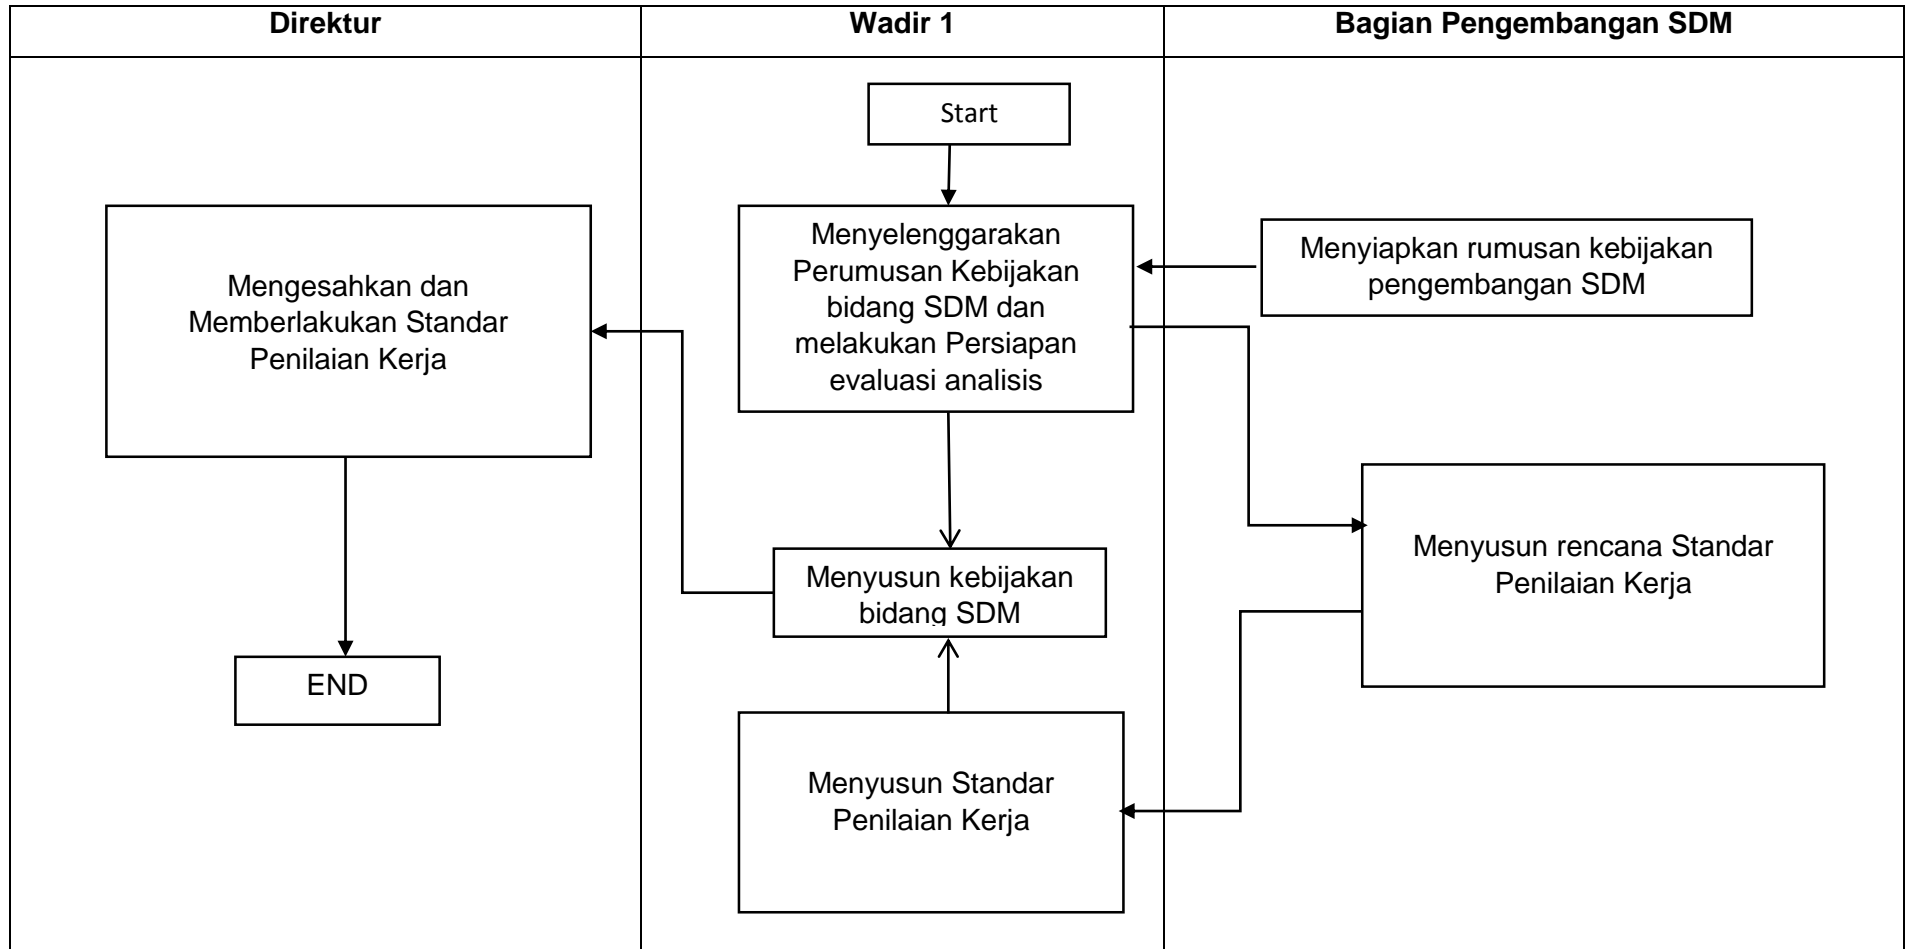 Direktur
Wadir 1
Bagian Pengembangan SDM
Start
Mengesahkan dan
Memberlakukan Standar
Penilaian Kerja
Menyelenggarakan
Perumusan Kebijakan
bidang SDM dan
melakukan Persiapan
evaluasi analisis
Menyiapkan rumusan kebijakan
pengembangan SDM
Menyusun kebijakan
bidang SDM
Menyusun rencana Standar
Penilaian Kerja
END
Menyusun Standar
Penilaian Kerja